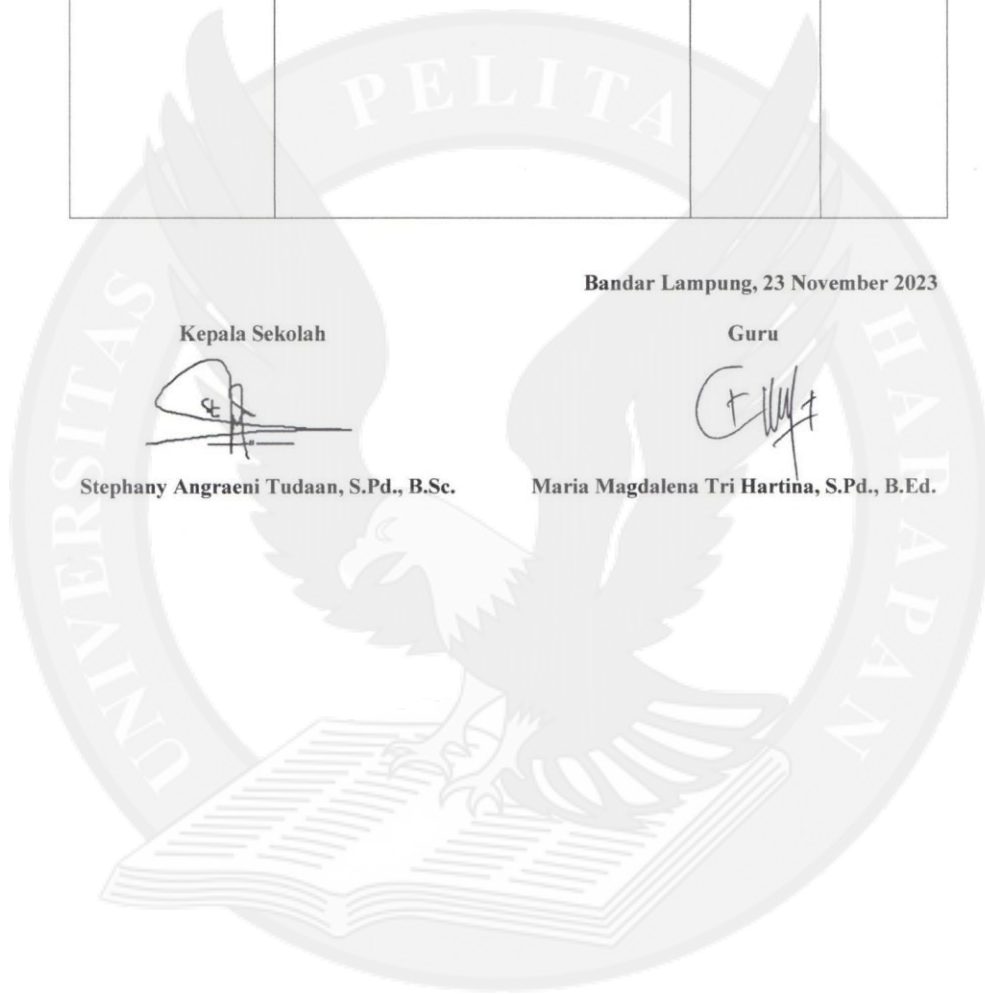 UNIVERSITAS PELITA HARAPAN
Bandar Lampung, 23 November 2023
Kepala Sekolah
Guru
Stephany Angraeni Tudaan, S.Pd., B.Sc.
Maria Magdalena Tri Hartina, S.Pd., B.Ed.